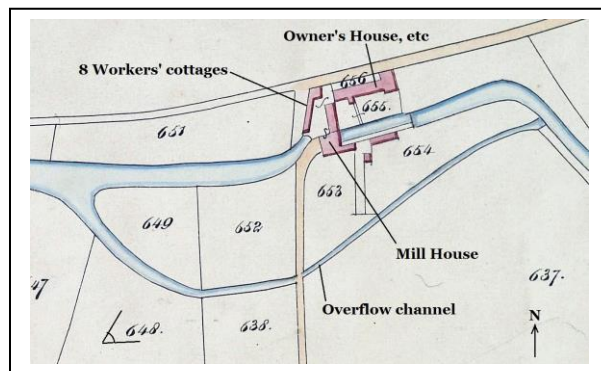 Owner's House, etc
8 Workers' cottages
656
655.
651
654
653
649
652
Mill House
637.
47
Overflow channel
648.
638.
N